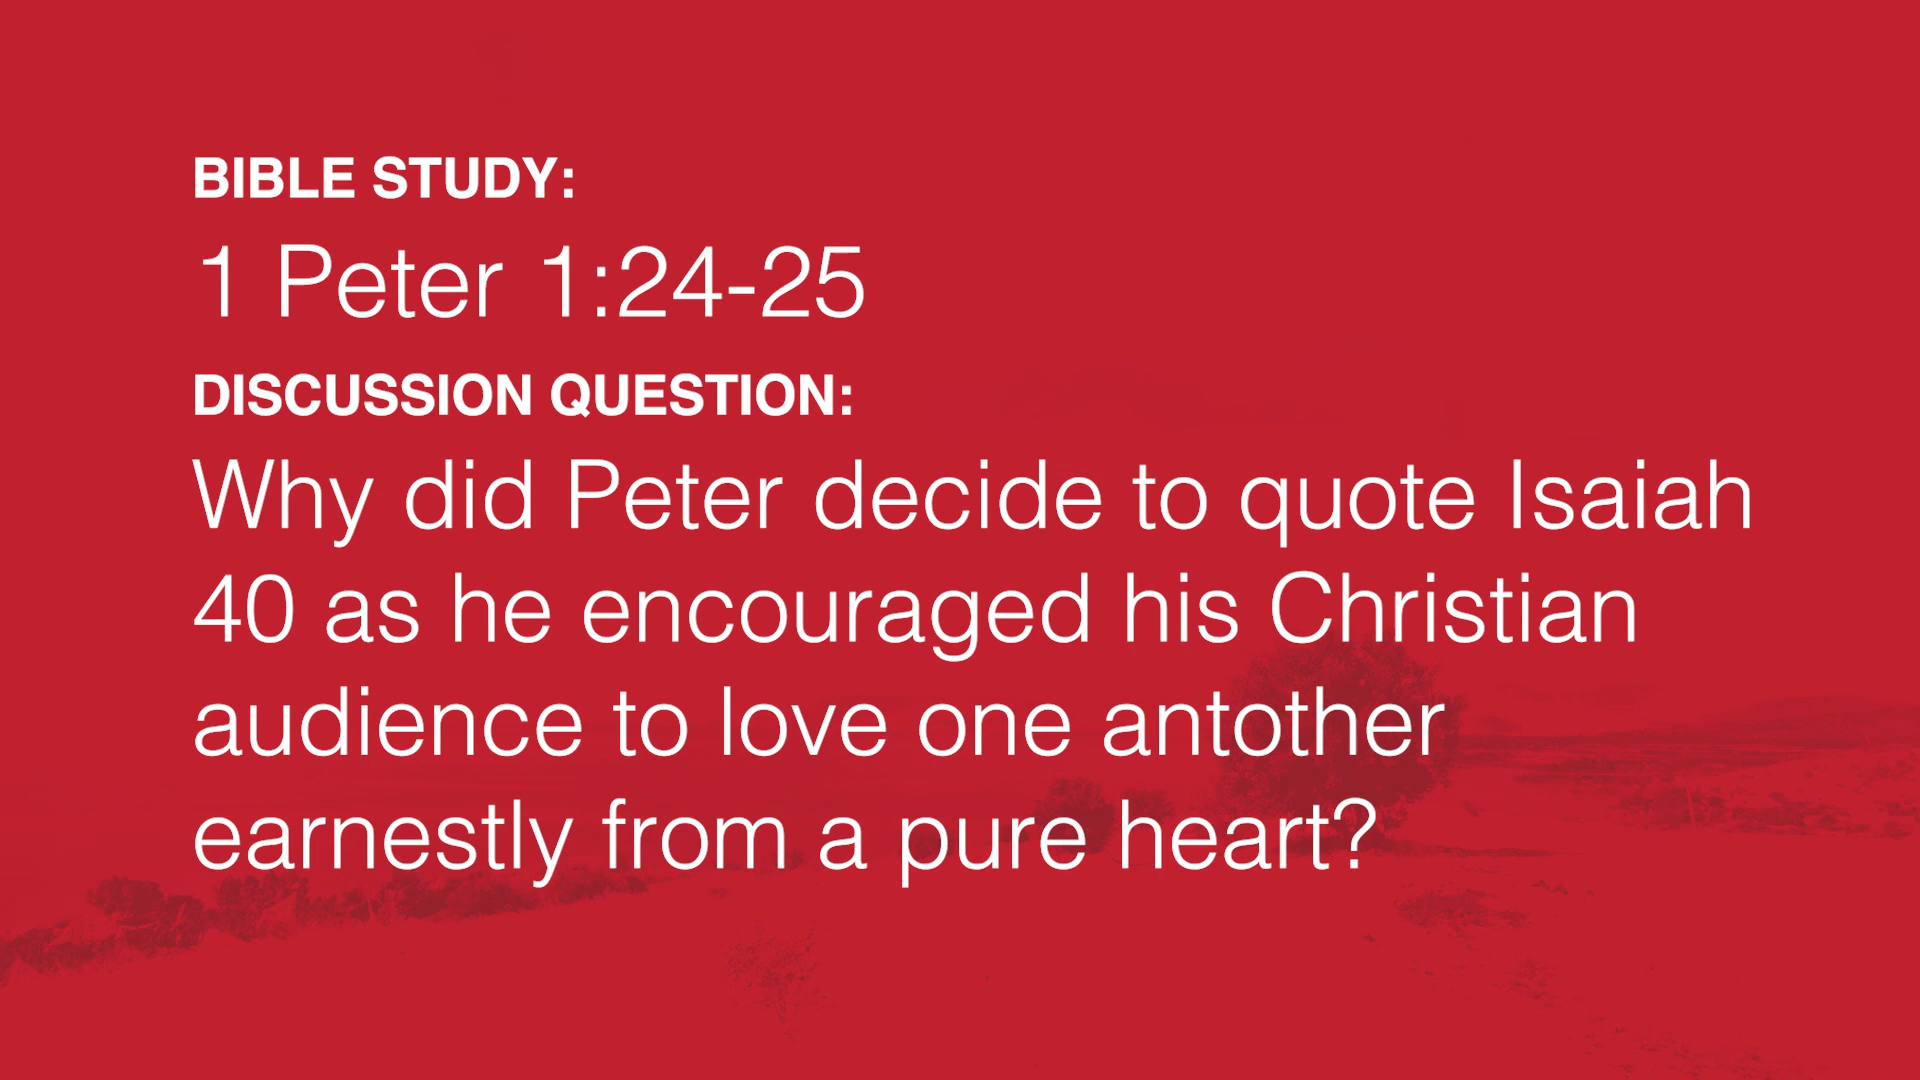 BIBLE STUDY:
1 Peter 1:24-25
DISCUSSION QUESTION:
Why did Peter decide to quote Isaiah
40 as he encouraged his Christian
audience to love one antother
earnestly from a pure heart?